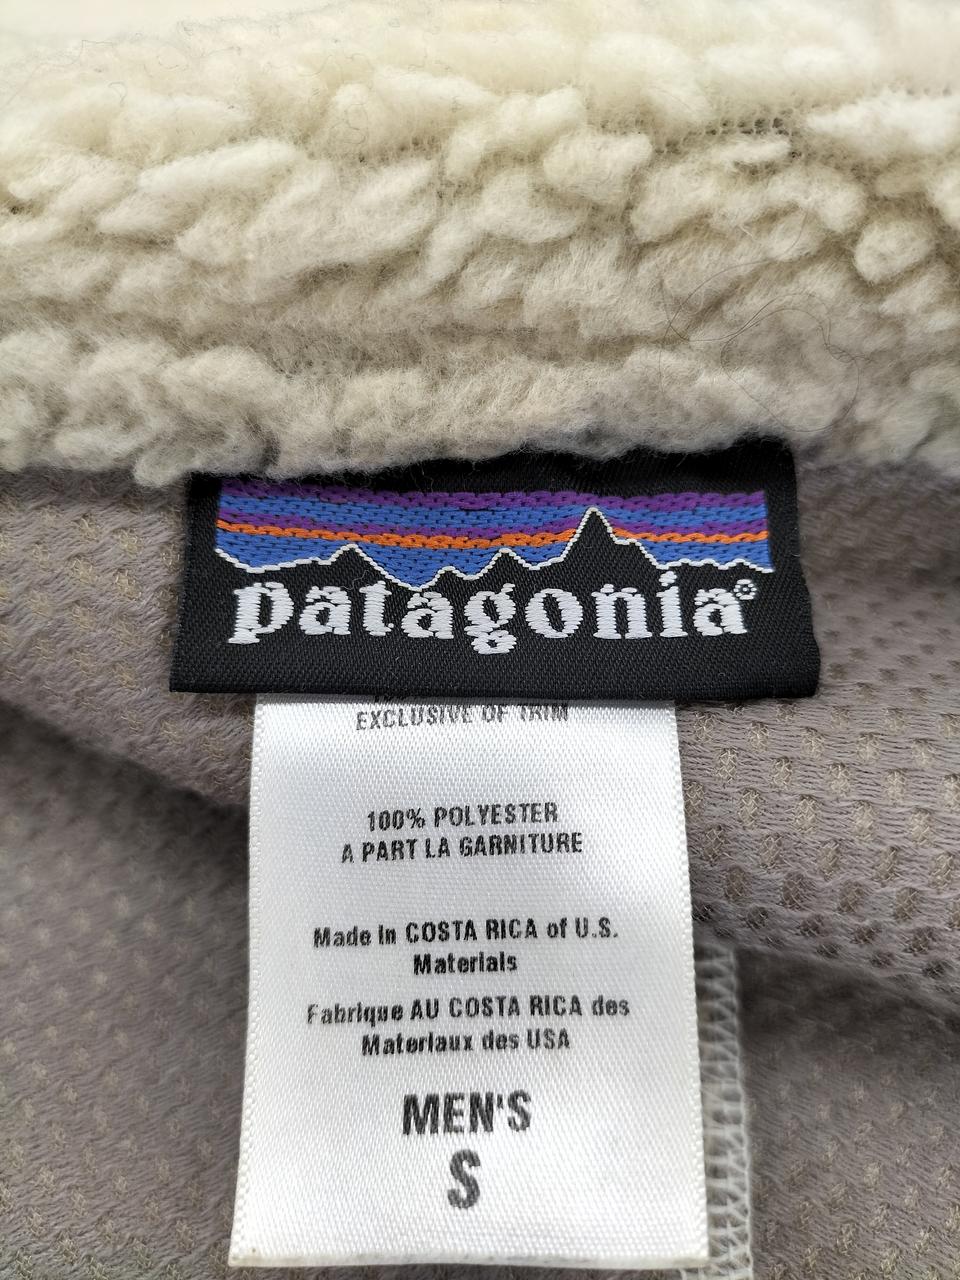 patagonia®
EXCLUSIVE OF TRIM
100% POLYESTER
A PART LA GARNITURE
Made in COSTA RICA of U.S.
Materials
Fabrique AU COSTA RICA des
Materiaux des USA
MEN'S
S